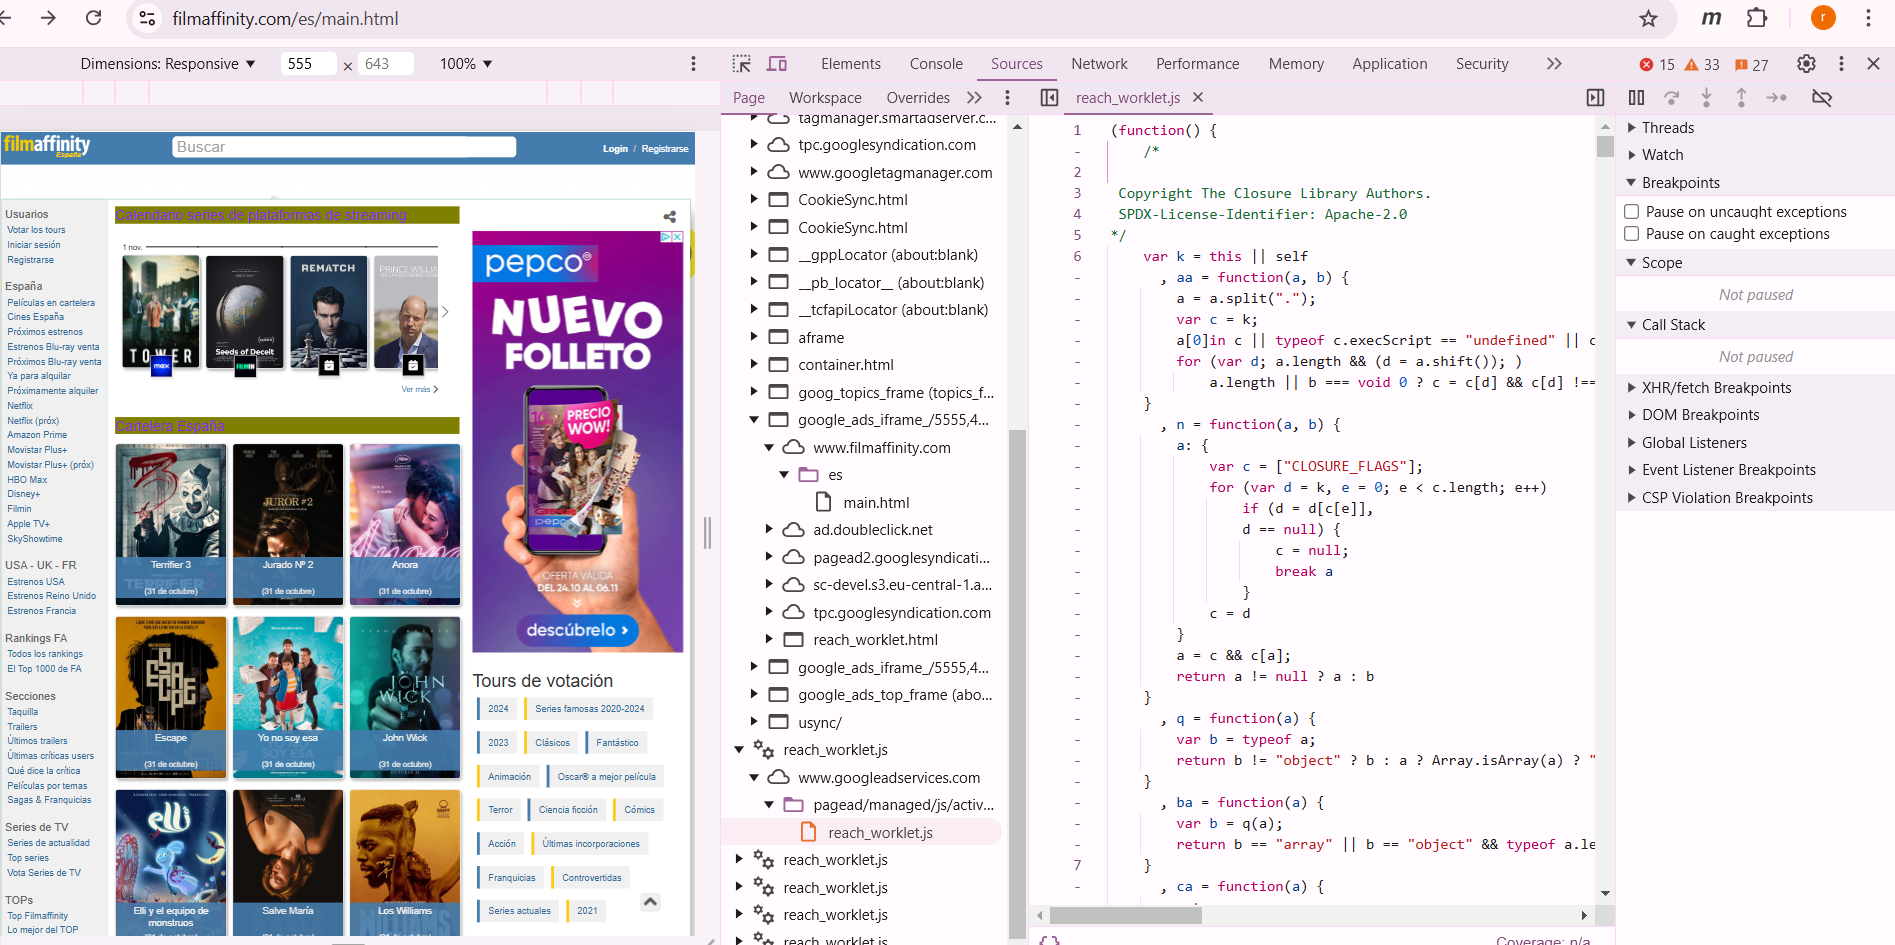 filmaffinity.com/es/main.html
r
Dimensions: Responsive
555 × 643
100%
Elements Console Sources Network Performance Memory Application Security
15 33 27
filmaffinity
España
Buscar
Login / Registrarse
Usuarios
Votar los tours
Iniciar sesión
Registrarse
España
Películas en cartelera
Cines España
Próximos estrenos
Estrenos Blu-ray venta
Próximos Blu-ray venta
Ya para alquilar
Próximamente alquiler
Netflix
Netflix (próx)
Amazon Prime
Movistar Plus+
Movistar Plus+ (próx)
HBO Max
Disney+
Filmin
Apple TV+
SkyShowtime
USA - UK - FR
Estrenos USA
Estrenos Reino Unido
Estrenos Francia
Rankings FA
Todos los rankings
El Top 1000 de FA
Secciones
Taquilla
Trailers
Últimos trailers
Últimas críticas users
Qué dice la crítica
Películas por temas
Sagas & Franquicias
Series de TV
Series de actualidad
Top series
Vota Series de TV
TOPs
Top Filmaffinity
Lo mejor del TOP
Calendario series de plataformas de streaming
1 nov.
TOWER
max
Seeds of Deceit
FILMIN
REMATCH
PRINCE WILLIA
Ver más
Cartelera España
Terrifier 3
(31 de octubre)
JUROR #2
Jurado Nº 2
(31 de octubre)
Anora
(31 de octubre)
ESCAPE
Escape
(31 de octubre)
Yo no soy esa
(31 de octubre)
JOHN WICK
John Wick
(31 de octubre)
elli
Elli y el equipo de
monstruos
(31 de octubre)
Salve María
Los Williams
pepco®
NUEVO
FOLLETO
PRECIO
WOW!
pepco
OFERTA VÁLIDA
DEL 24.10 AL 06.11
descúbrelo >
Tours de votación
2024
Series famosas 2020-2024
2023
Clásicos
Fantástico
Animación
Oscar® a mejor película
Terror
Ciencia ficción
Cómics
Acción
Últimas incorporaciones
Franquicias
Controvertidas
Series actuales
2021
Page Workspace Overrides
tagmanager.smartadserver.c...
tpc.googlesyndication.com
www.googletagmanager.com
CookieSync.html
CookieSync.html
__gppLocator (about:blank)
__pb_locator__ (about:blank)
__tcfapiLocator (about:blank)
aframe
container.html
goog_topics_frame (topics_f...
google_ads_iframe_/5555,4...
www.filmaffinity.com
es
main.html
ad.doubleclick.net
pagead2.googlesyndicati...
sc-devel.s3.eu-central-1.a...
tpc.googlesyndication.com
reach_worklet.html
google_ads_iframe_/5555,4...
google_ads_top_frame (abo...
usync/
reach_worklet.js
www.googleadservices.com
pagead/managed/js/activ...
reach_worklet.js
reach_worklet.js
reach_worklet.js
reach_worklet.js
reach_worklet.js
reach_worklet.js
1 (function() {
- /*
2
3 Copyright The Closure Library Authors.
4 SPDX-License-Identifier: Apache-2.0
5 */
6 var k = this || self
- , aa = function(a, b) {
- a = a.split(".");
- var c = k;
- a[0]in c || typeof c.execScript == "undefined" || c
- for (var d; a.length && (d = a.shift()); )
- a.length || b === void 0 ? c = c[d] && c[d] !==
- }
- , n = function(a, b) {
- a: {
- var c = ["CLOSURE_FLAGS"];
- for (var d = k, e = 0; e < c.length; e++)
- if (d = d[c[e]],
- d == null) {
- c = null;
- break a
- }
- c = d
- }
- a = c && c[a];
- return a != null ? a : b
- }
- , q = function(a) {
- var b = typeof a;
- return b != "object" ? b : a ? Array.isArray(a) ? "
- }
- , ba = function(a) {
- var b = q(a);
- return b == "array" || b == "object" && typeof a.le
7 }
- , ca = function(a) {
{}
Coverage: n/a
Threads
Watch
Breakpoints
Pause on uncaught exceptions
Pause on caught exceptions
Scope
Not paused
Call Stack
Not paused
XHR/fetch Breakpoints
DOM Breakpoints
Global Listeners
Event Listener Breakpoints
CSP Violation Breakpoints